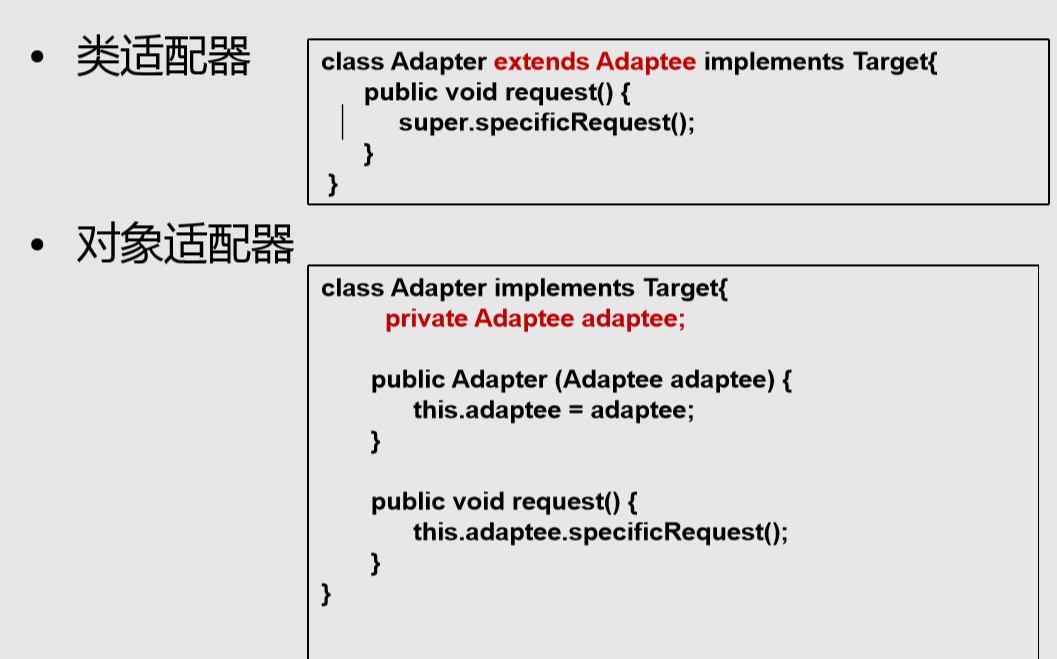 • 类适配器
class Adapter extends Adaptee implements Target{
public void request() {
super.specificRequest();
}
}
• 对象适配器
class Adapter implements Target{
private Adaptee adaptee;
public Adapter (Adaptee adaptee) {
this.adaptee = adaptee;
}
public void request() {
this.adaptee.specificRequest();
}
}